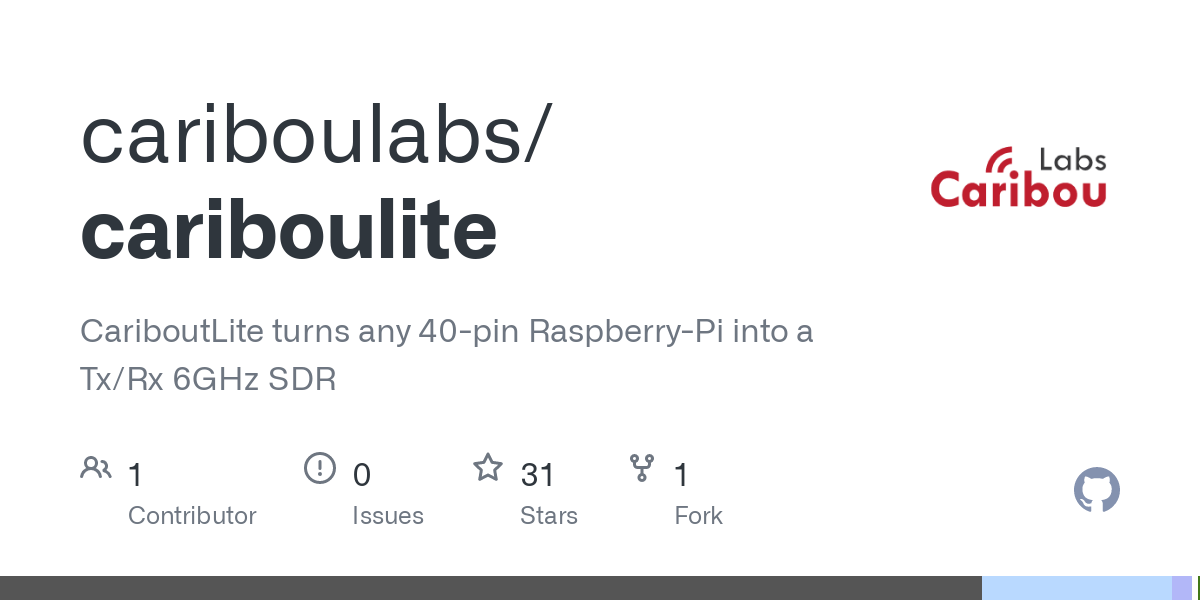 cariboulabs/
cariboulite
Labs
Caribou
CariboutLite turns any 40-pin Raspberry-Pi into a
Tx/Rx 6GHz SDR
1
Contributor
0
Issues
31
Stars
1
Fork